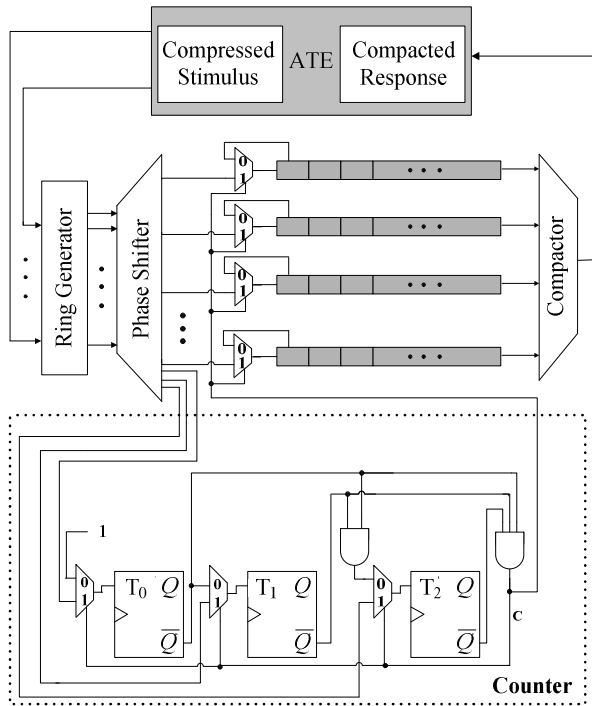 Compressed
Stimulus
ATE
Compacted
Response
Ring Generator
Phase Shifter
0
1
0
1
0
1
0
1
Compactor
1
0
1
T0 Q
Q̅
0
1
T1 Q
Q̅
0
1
T2 Q
Q̅
C
Counter